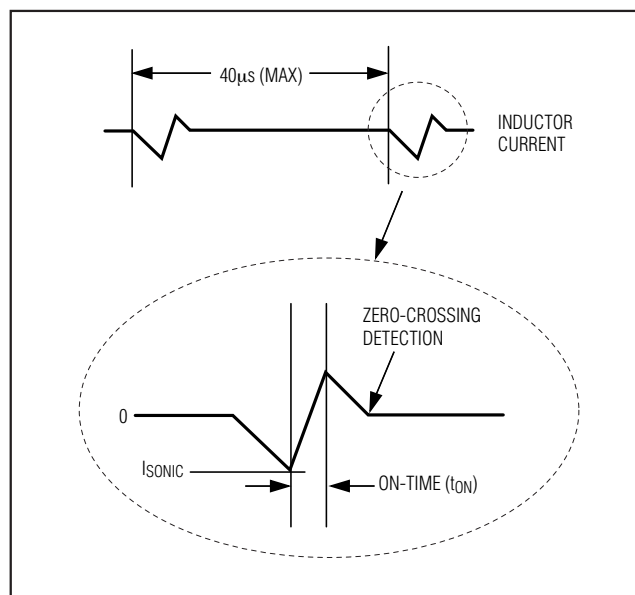 40μs (MAX)
INDUCTOR
CURRENT
ZERO-CROSSING
DETECTION
0
ISONIC
ON-TIME (tON)